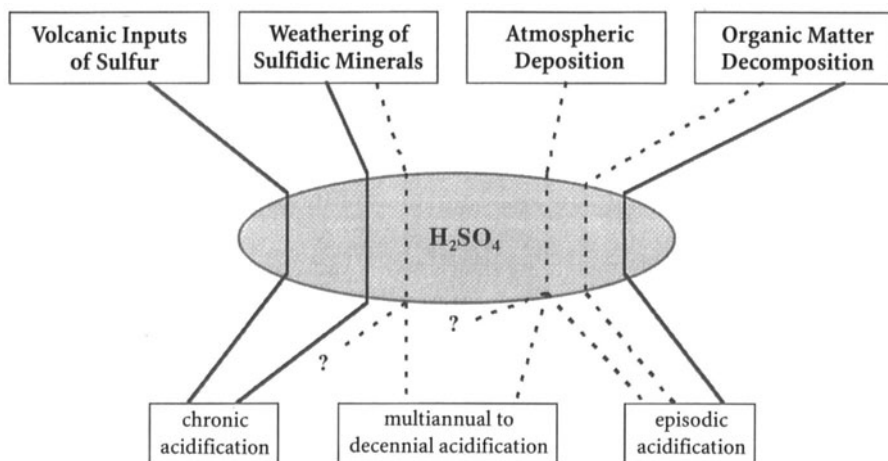 Volcanic Inputs
of Sulfur
Weathering of
Sulfidic Minerals
Atmospheric
Deposition
Organic Matter
Decomposition
H₂SO₄
?
?
chronic
acidification
multiannual to
decennial acidification
episodic
acidification